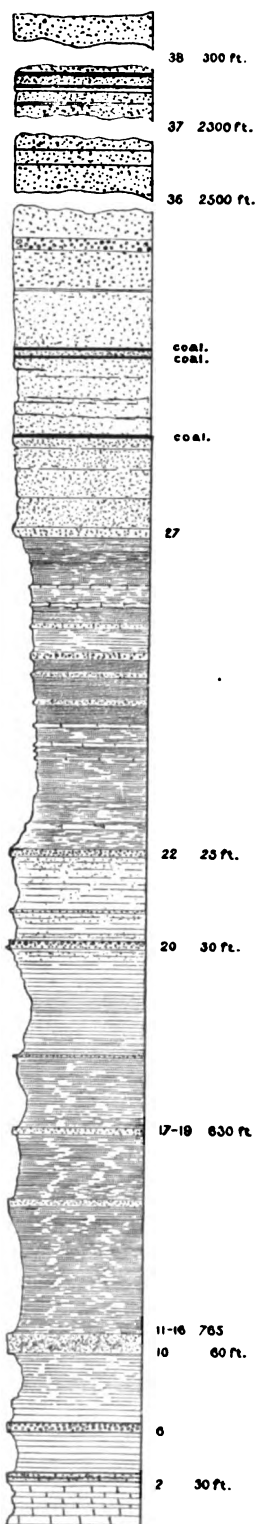 38 300 ft.
37 2300 ft.
36 2500 ft.
coal.
coal.
coal.
27
22 25 ft.
20 30 ft.
17-19 630 ft
11-16 765
10 60 ft.
6
2 30 ft.